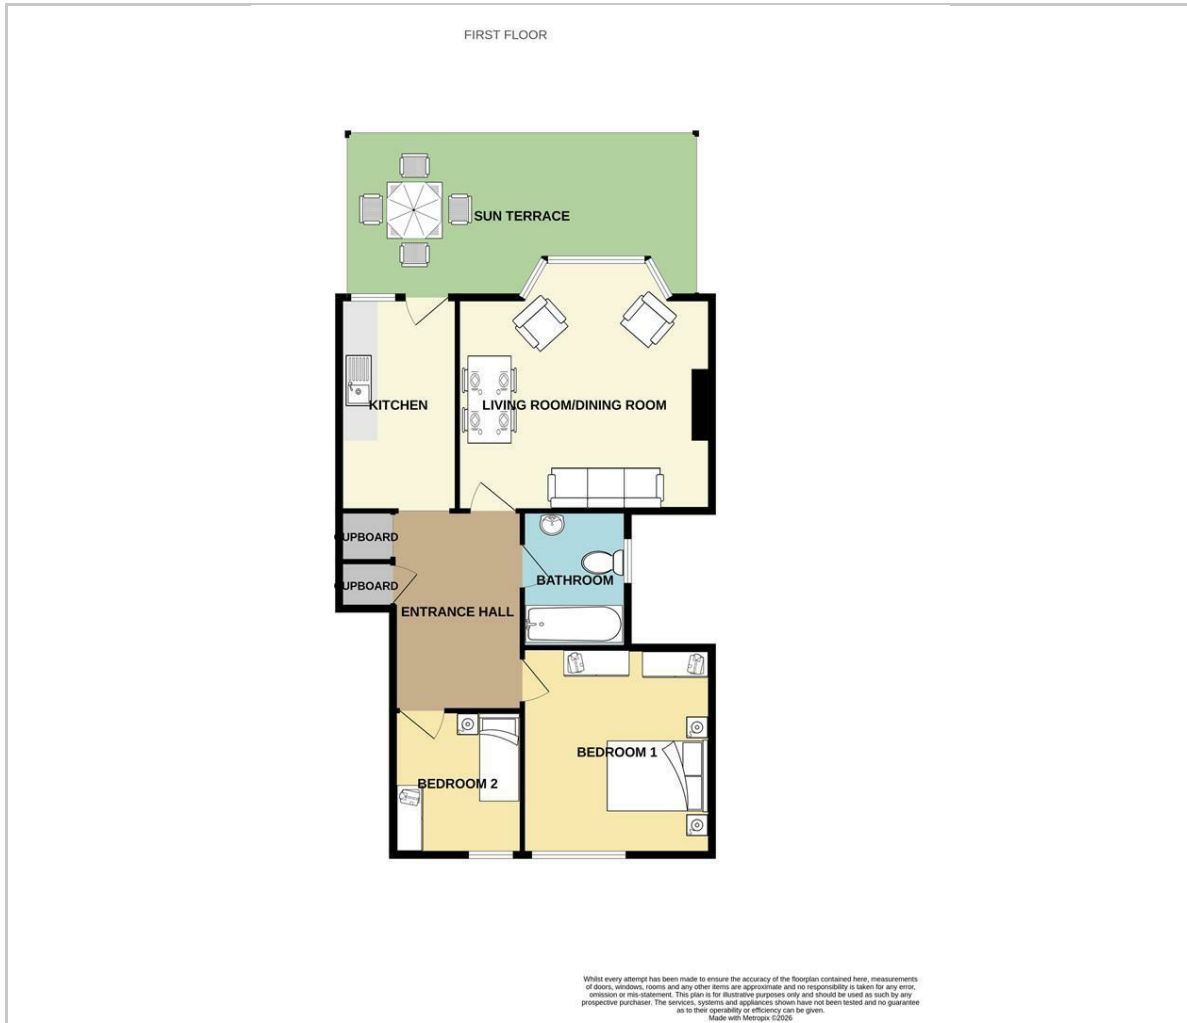 FIRST FLOOR
SUN TERRACE
KITCHEN
LIVING ROOM/DINING ROOM
CUPBOARD
CUPBOARD
BATHROOM
ENTRANCE HALL
BEDROOM 1
BEDROOM 2
Whilst every attempt has been made to ensure the accuracy of the floorplan contained here, measurements
of doors, windows, rooms and any other items are approximate and no responsibility is taken for any error,
omission or mis-statement. This plan is for illustrative purposes only and should be used as such by any
prospective purchaser. The services, systems and appliances shown have not been tested and no guarantee
as to their operability or efficiency can be given.
Made with Metropix ©2026